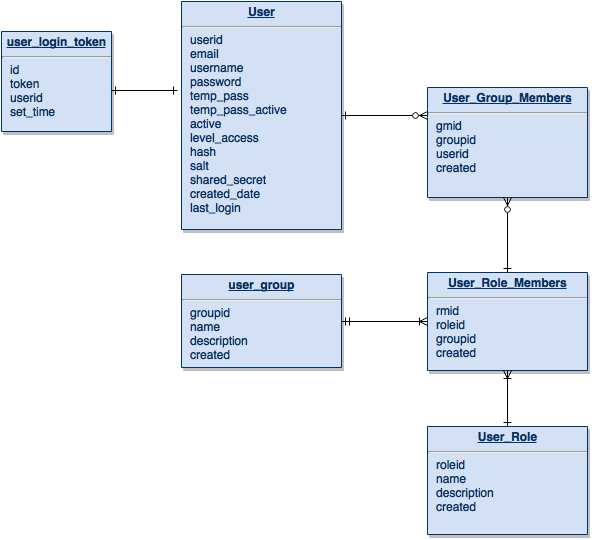 user_login_token
id
token
userid
set_time
User
userid
email
username
password
temp_pass
temp_pass_active
active
level_access
hash
salt
shared_secret
created_date
last_login
User_Group_Members
gmid
groupid
userid
created
user_group
groupid
name
description
created
User_Role_Members
rmid
roleid
groupid
created
User_Role
roleid
name
description
created